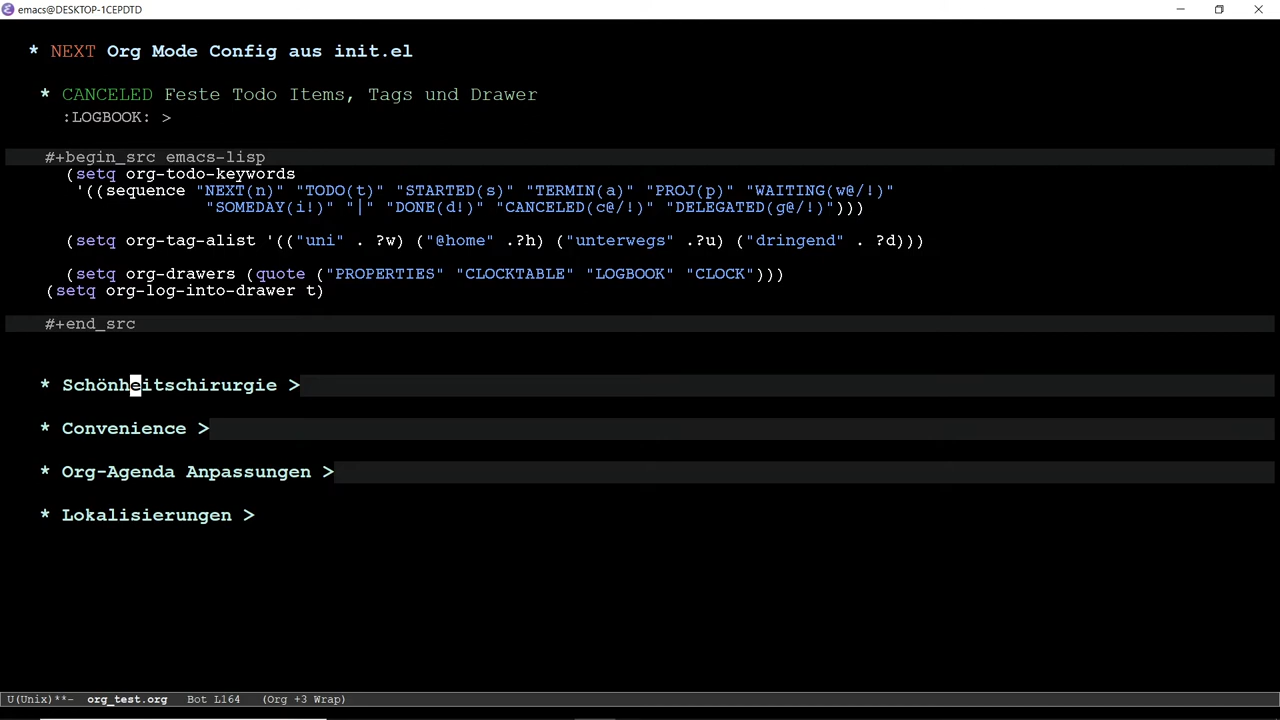 emacs@DESKTOP-1CEPDTD
* NEXT Org Mode Config aus init.el
* CANCELED Feste Todo Items, Tags und Drawer
:LOGBOOK: >
#+begin_src emacs-lisp
(setq org-todo-keywords
'((sequence "NEXT(n)" "TODO(t)" "STARTED(s)" "TERMIN(a)" "PROJ(p)" "WAITING(w@/!)"
"SOMEDAY(i!)" "|" "DONE(d!)" "CANCELED(c@/!)" "DELEGATED(g@/!")))
(setq org-tag-alist '(("uni" . ?w) ("@home" .?h) ("unterwegs" .?u) ("dringend" . ?d)))
(setq org-drawers (quote ("PROPERTIES" "CLOCKTABLE" "LOGBOOK" "CLOCK")))
(setq org-log-into-drawer t)
#+end_src
* Schönheitschirurgie >
* Convenience >
* Org-Agenda Anpassungen >
* Lokalisierungen >
U(Unix)**- org_test.org Bot L164 (Org +3 Wrap)